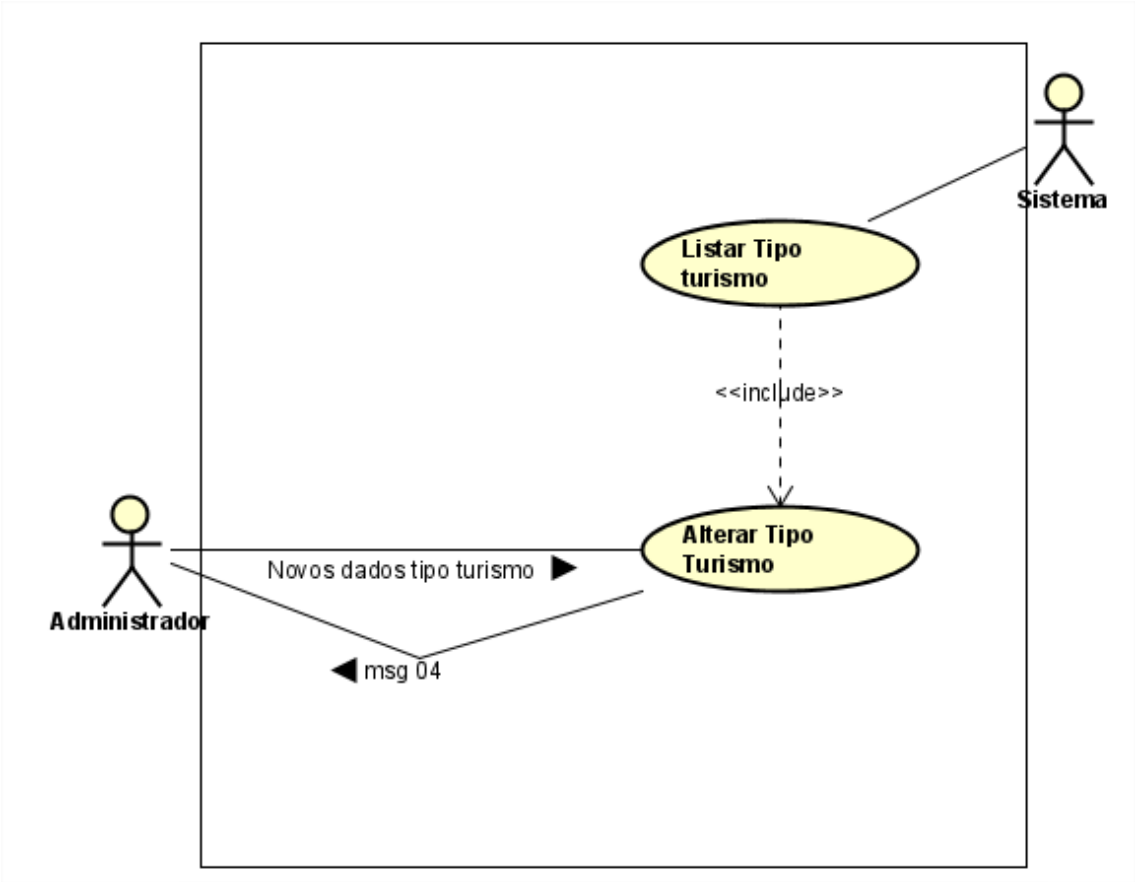 Sistema
Listar Tipo
turismo
<<include>>
Alterar Tipo
Turismo
Novos dados tipo turismo
Administrador
msg 04